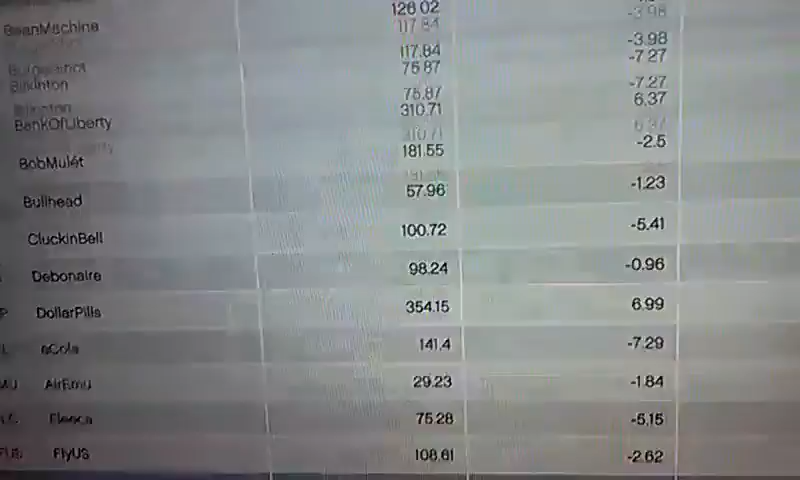 BeanMachine 126.02 -3.98
117.84 -3.98
75.87 -7.27
Bilkinton 75.87 -7.27
BankOfLiberty 310.71 6.37
BobMulét 181.55 -2.5
Bullhead 57.96 -1.23
CluckinBell 100.72 -5.41
Debonaire 98.24 -0.96
DollarPills 354.15 6.99
eCola 141.4 -7.29
AirEmu 29.23 -1.84
Fleeca 75.28 -5.15
FlyUS 108.61 -2.62